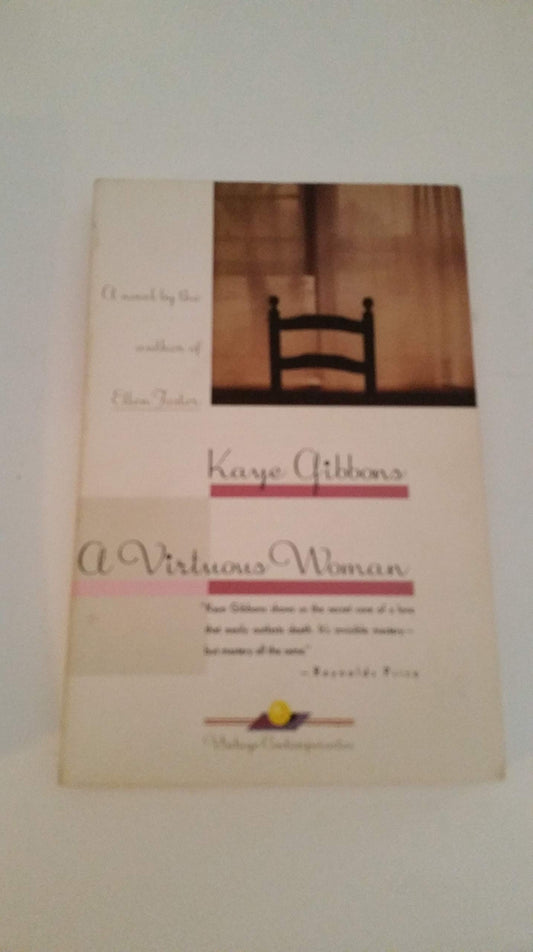 A novel by the
author of
Ellen Foster
Kaye Gibbons
A Virtuous Woman
"Kaye Gibbons shows us the secret core of a love
that easily outlasts death. It's invisible mastery—
but mastery all the same."
—Reynolds Price
Vintage Contemporaries